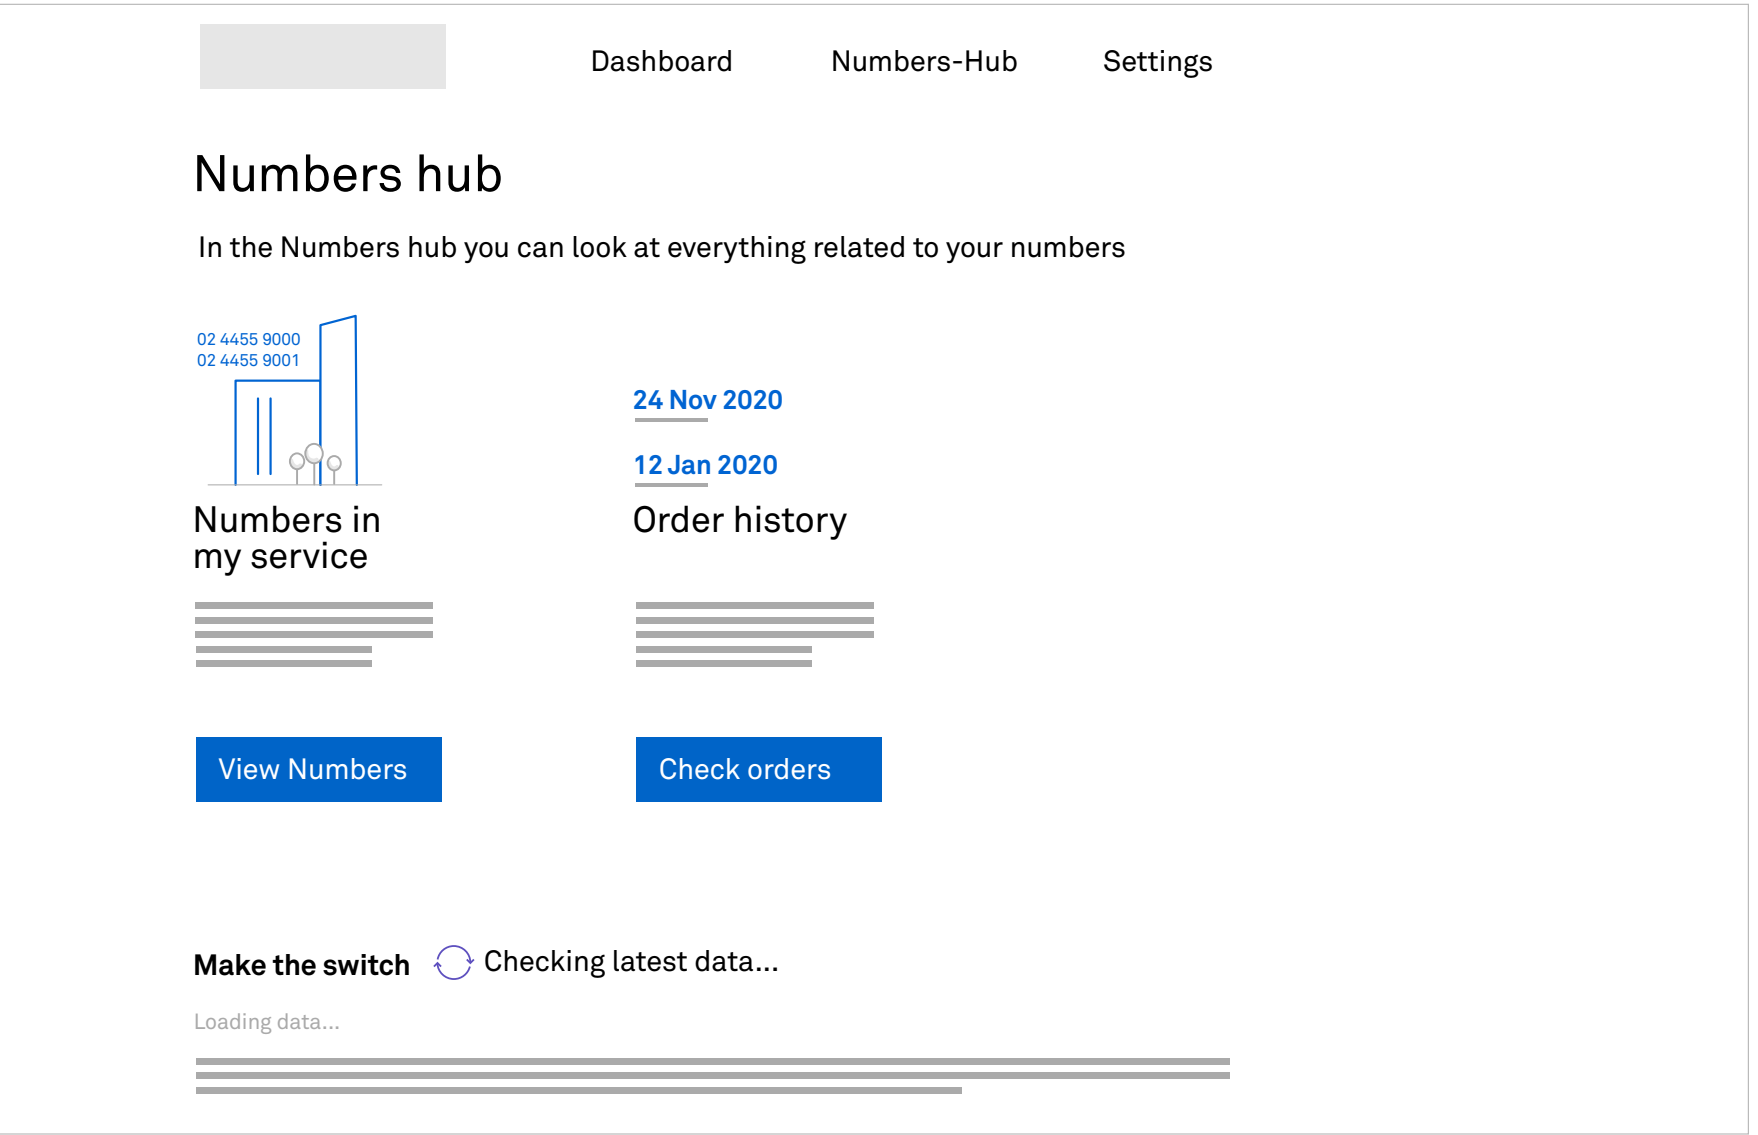 Dashboard Numbers-Hub Settings
Numbers hub
In the Numbers hub you can look at everything related to your numbers
02 4455 9000
02 4455 9001
24 Nov 2020
12 Jan 2020
Numbers in
my service
Order history
View Numbers
Check orders
Make the switch Checking latest data...
Loading data...